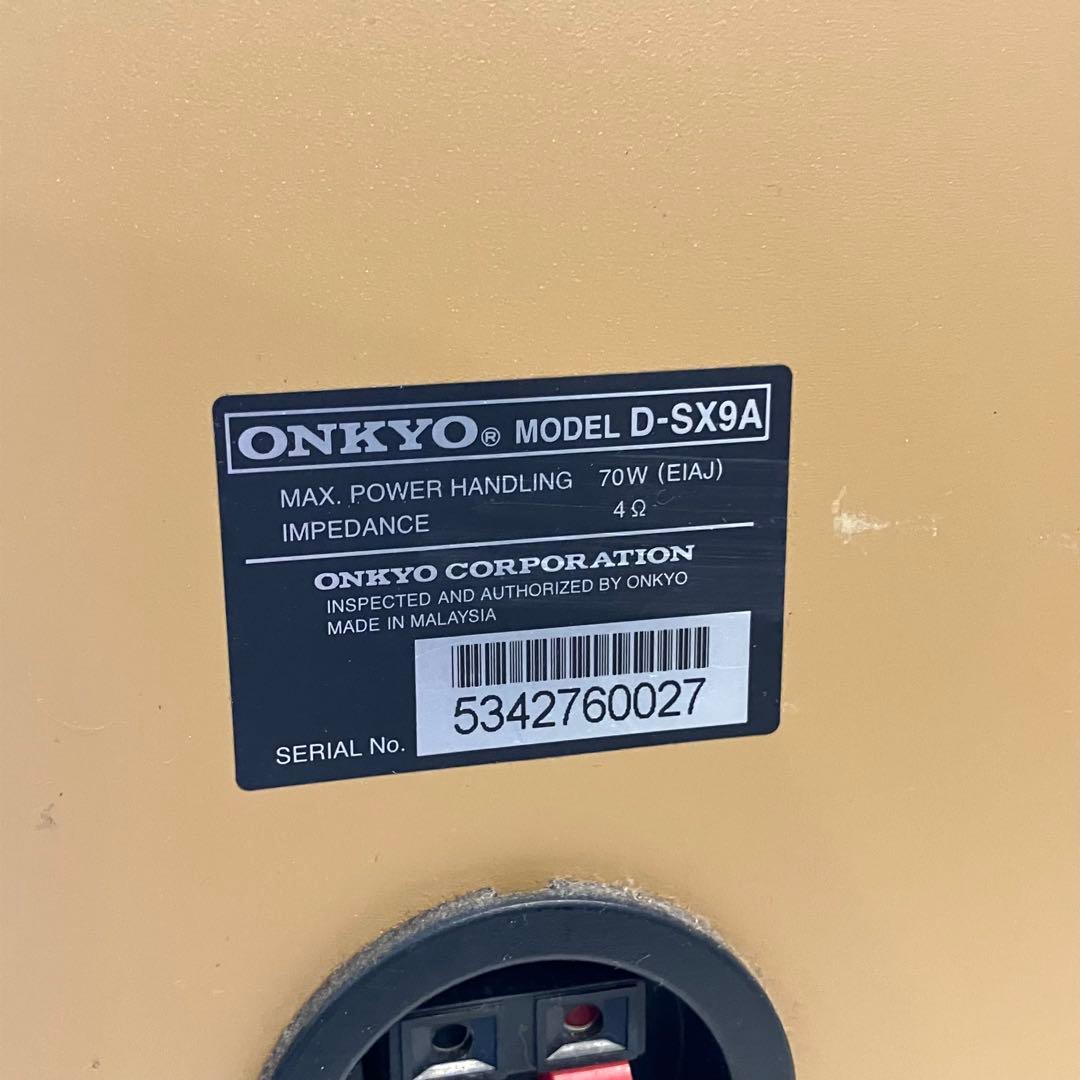 ONKYO® MODEL D-SX9A
MAX. POWER HANDLING 70W (EIAJ)
IMPEDANCE 4Ω
ONKYO CORPORATION
INSPECTED AND AUTHORIZED BY ONKYO
MADE IN MALAYSIA
SERIAL No. 5342760027